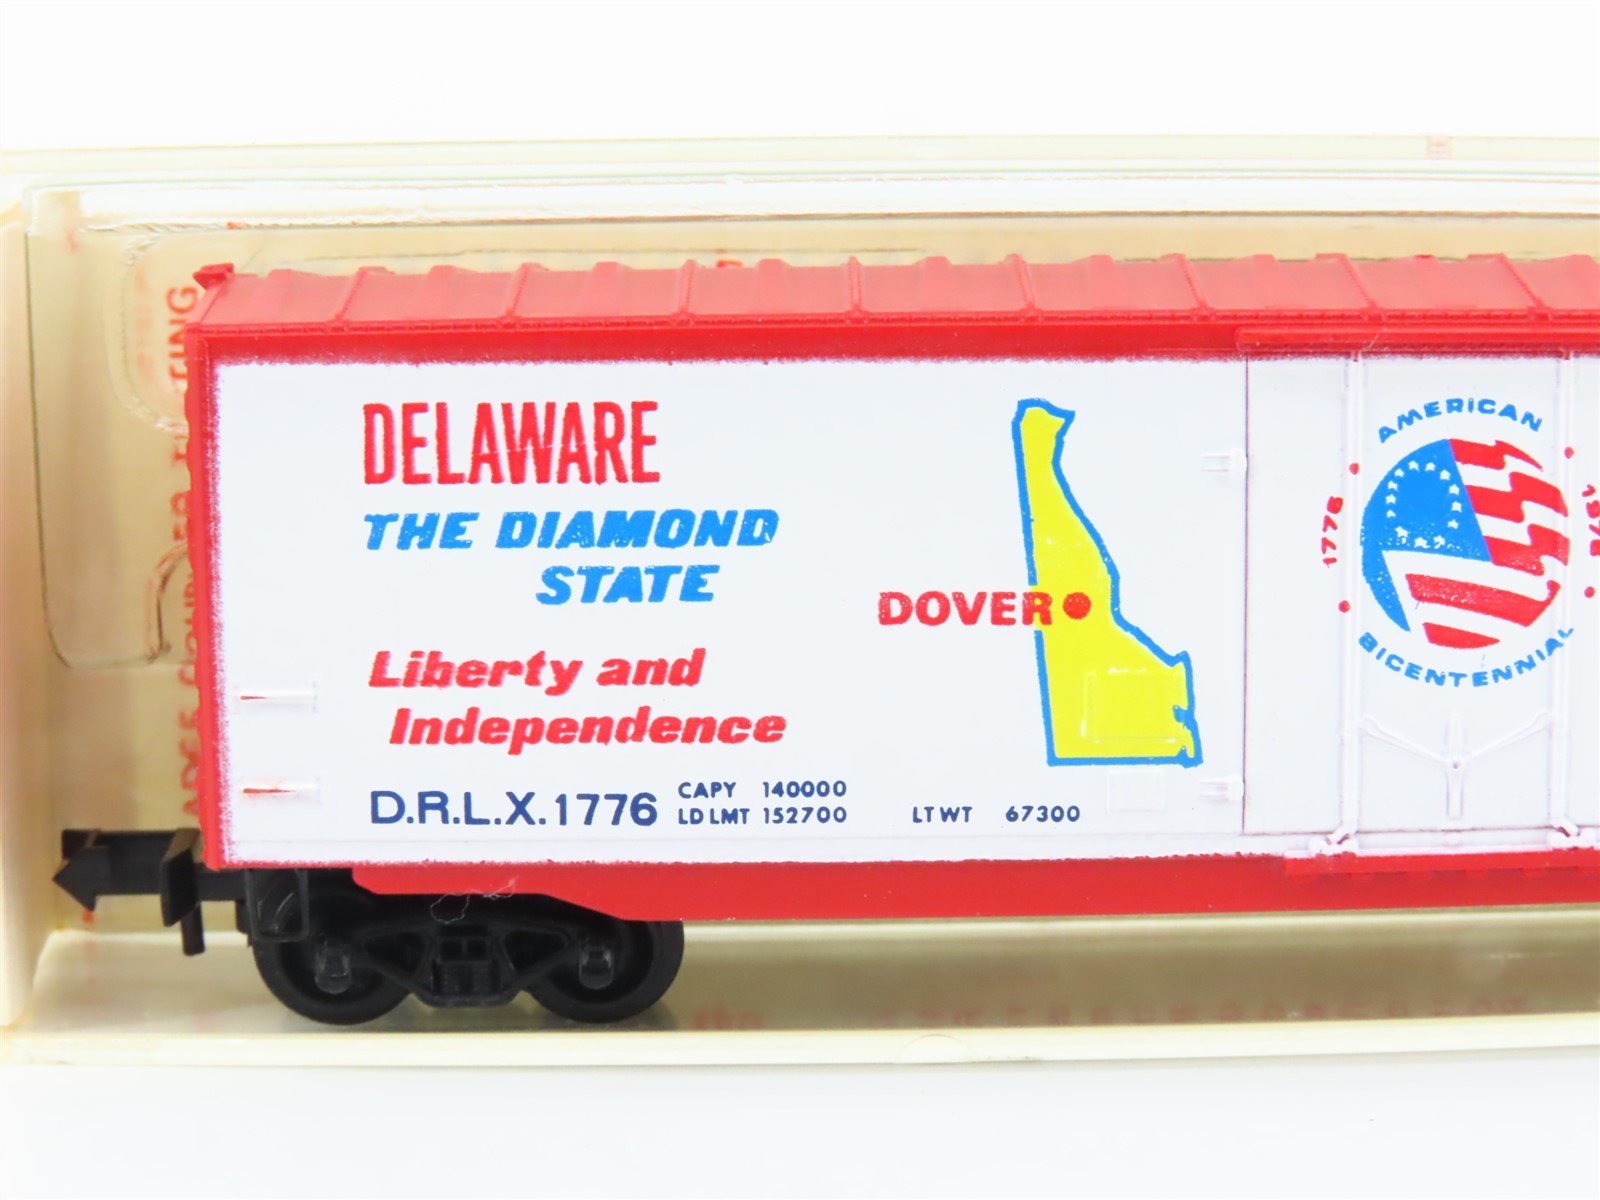 DELAWARE
THE DIAMOND
STATE
Liberty and
Independence
D.R.L.X.1776
CAPY 140000
LD LMT 152700
LT WT 67300
DOVER
AMERICAN
1776
1976
BICENTENNIAL